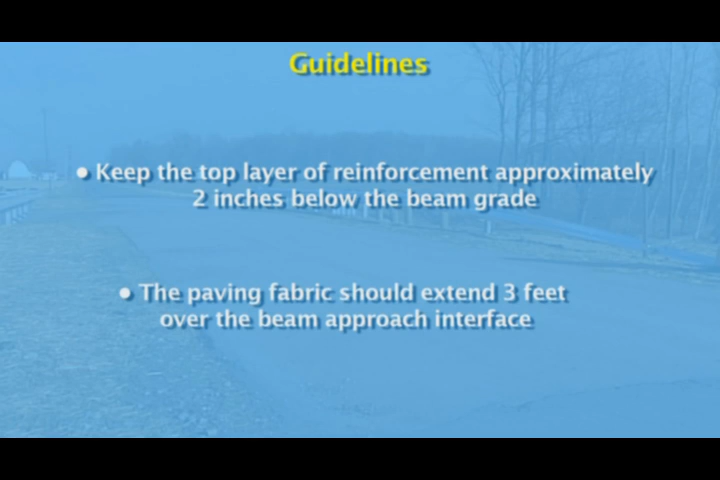 Guidelines
• Keep the top layer of reinforcement approximately
2 inches below the beam grade
• The paving fabric should extend 3 feet
over the beam approach interface